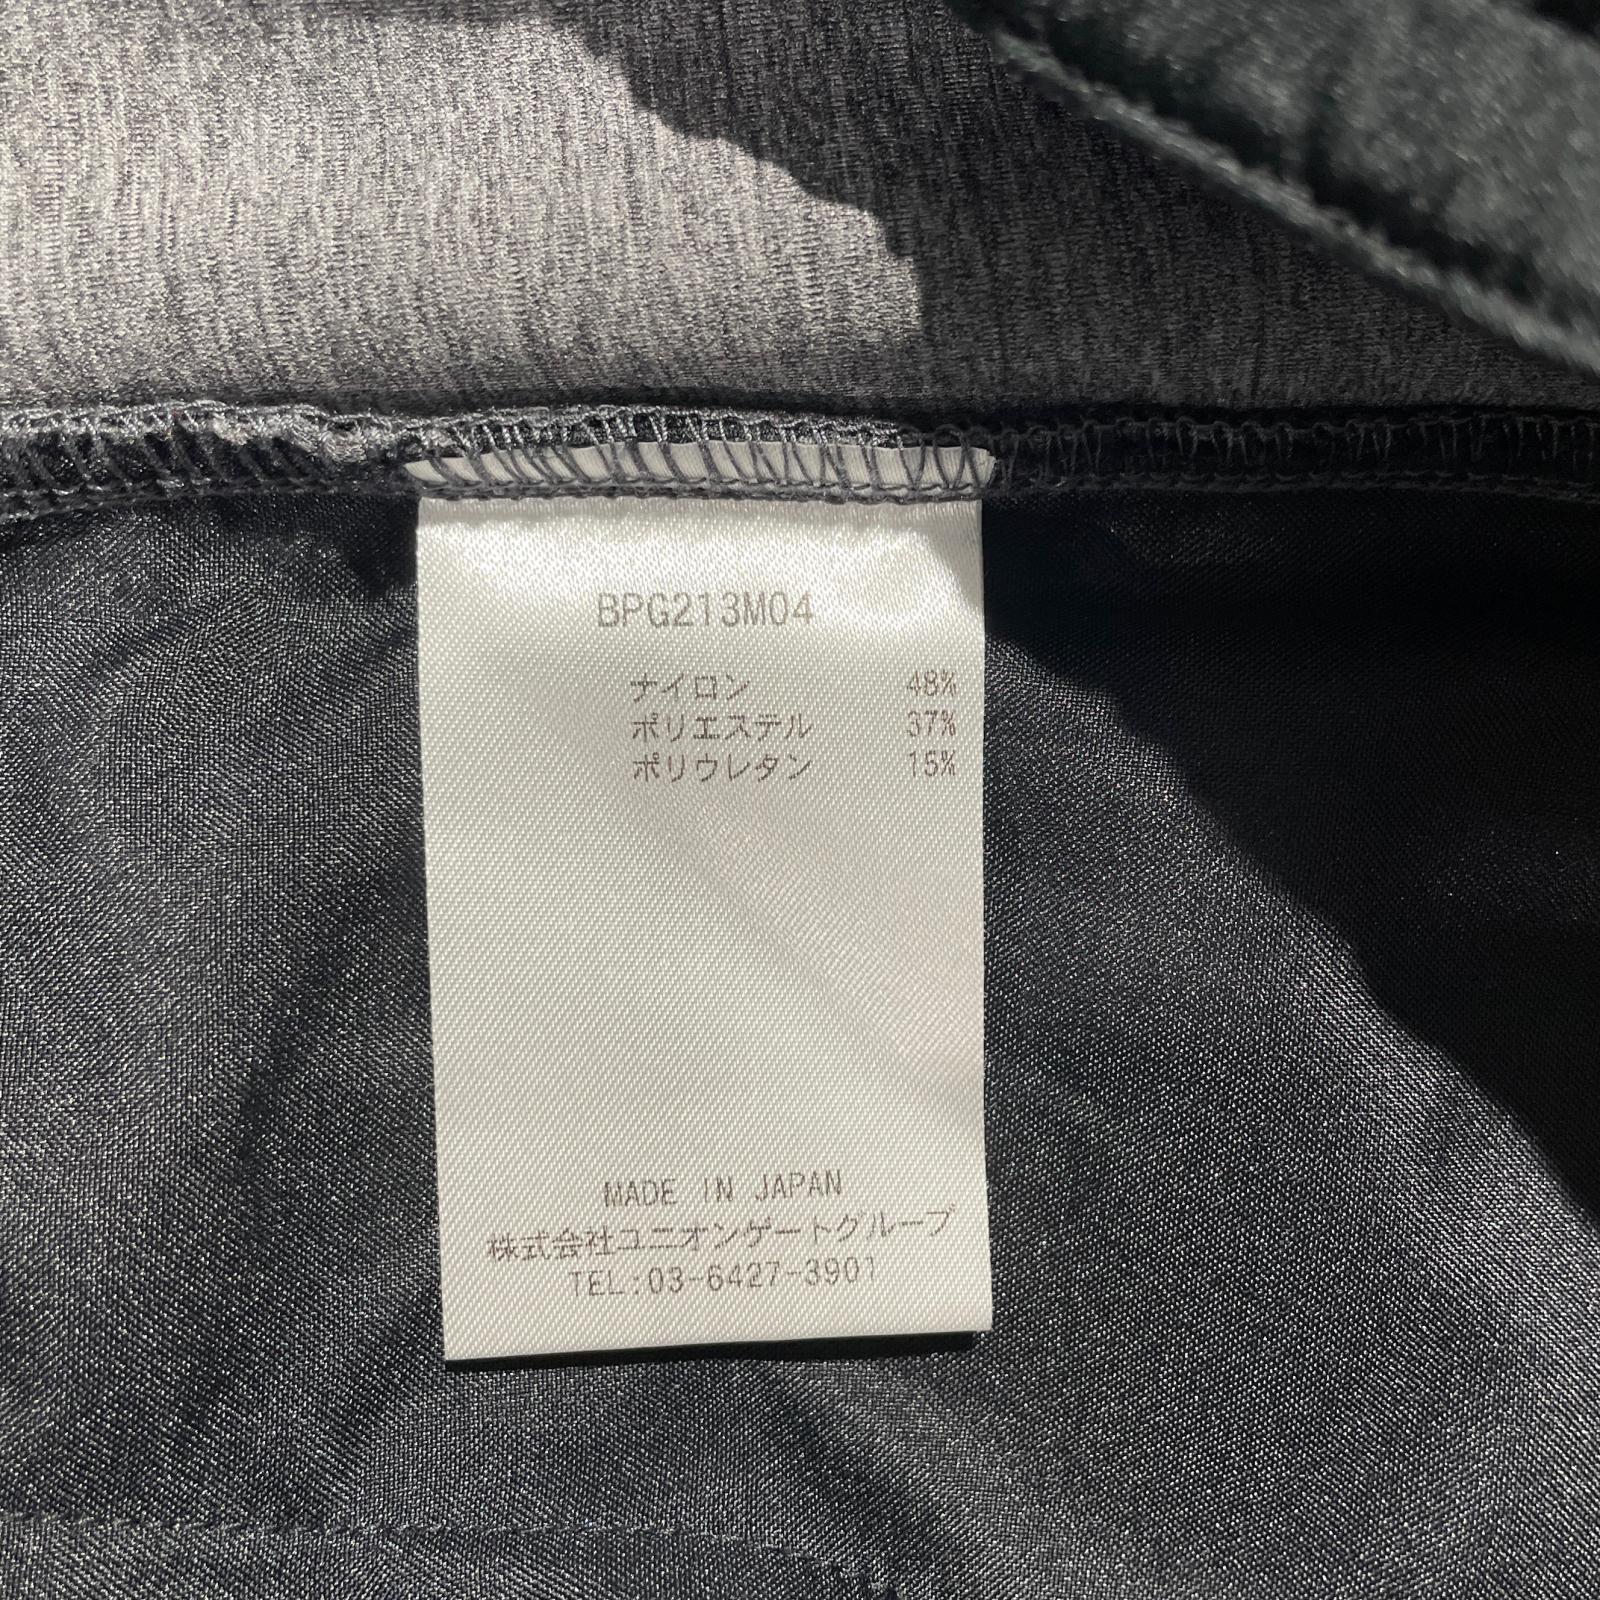 BPG213M04
ナイロン 48%
ポリエステル 37%
ポリウレタン 15%
MADE IN JAPAN
株式会社ユニオンゲートグループ
TEL:03-6427-3901